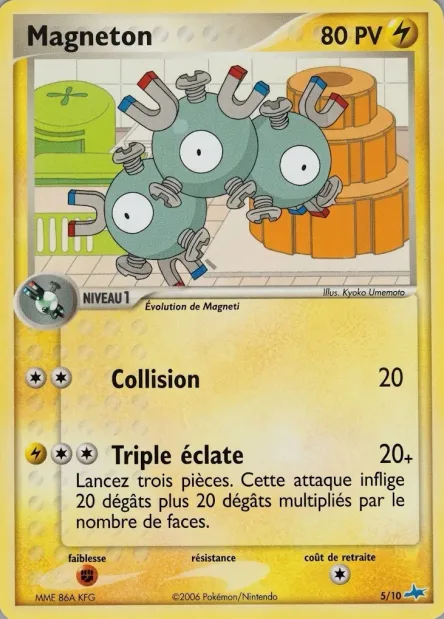 Magneton 80 PV
Illus. Kyoko Umemoto
NIVEAU 1
Évolution de Magneti
Collision 20
Triple éclate 20+
Lancez trois pièces. Cette attaque inflige
20 dégâts plus 20 dégâts multipliés par le
nombre de faces.
faiblesse résistance coût de retraite
MME 86A KFG ©2006 Pokémon/Nintendo 5/10